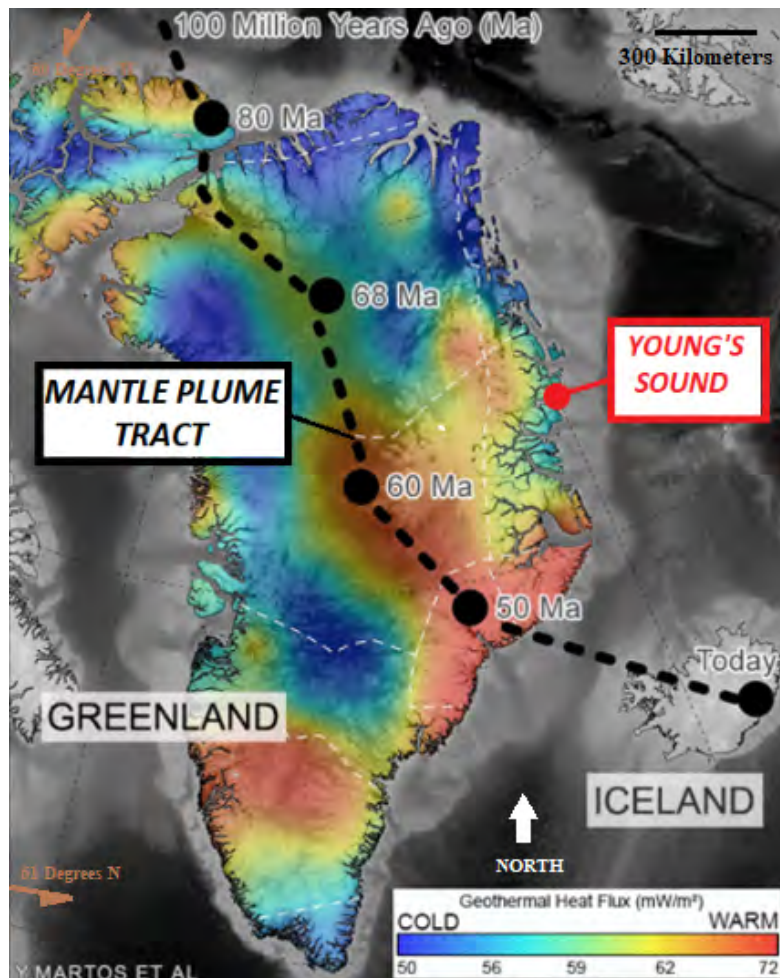 100 Million Years Ago (Ma)
300 Kilometers
80 Ma
68 Ma
YOUNG'S
SOUND
MANTLE PLUME
TRACT
60 Ma
50 Ma
Today
GREENLAND
ICELAND
NORTH
61 Degrees N
Geothermal Heat Flux (mW/m²)
COLD WARM
50 56 59 62 72
Y MARTOS ET AL